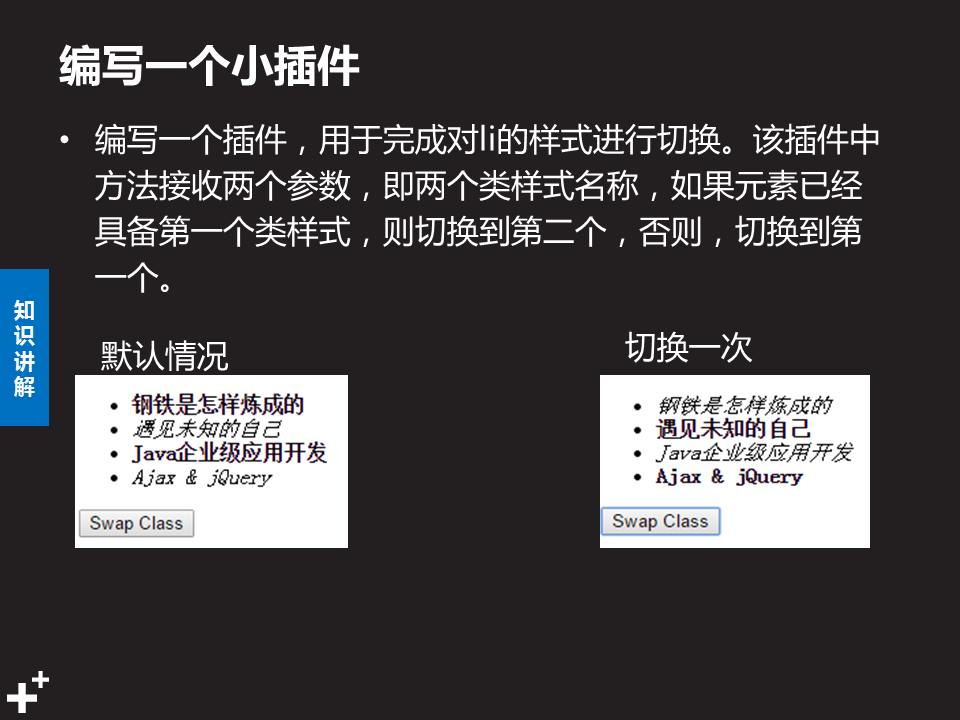 编写一个小插件
• 编写一个插件，用于完成对li的样式进行切换。该插件中
方法接收两个参数，即两个类样式名称，如果元素已经
具备第一个类样式，则切换到第二个，否则，切换到第
一个。
知
识
讲
解
默认情况
• 钢铁是怎样炼成的
• 遇见未知的自己
• Java企业级应用开发
• Ajax & jQuery
Swap Class
切换一次
• 钢铁是怎样炼成的
• 遇见未知的自己
• Java企业级应用开发
• Ajax & jQuery
Swap Class